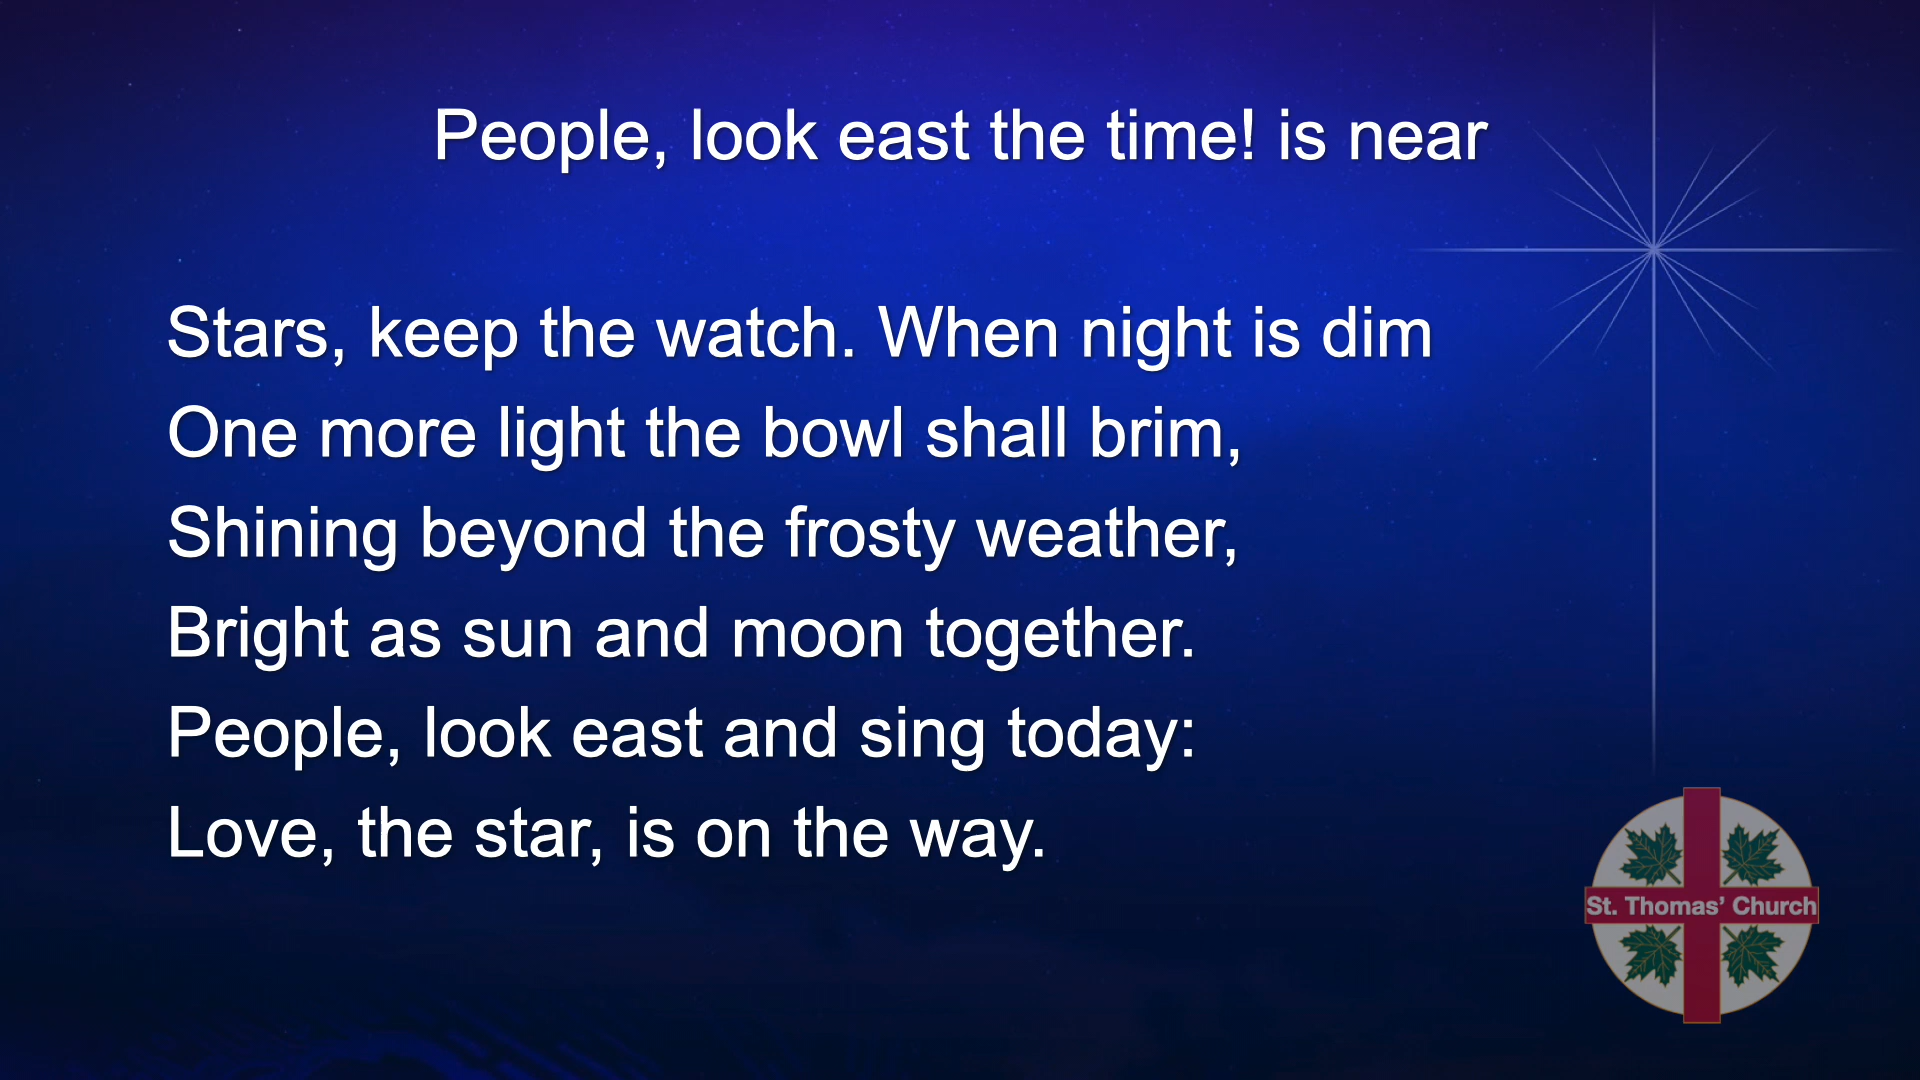 People, look east the time! is near
Stars, keep the watch. When night is dim
One more light the bowl shall brim,
Shining beyond the frosty weather,
Bright as sun and moon together.
People, look east and sing today:
Love, the star, is on the way.
St. Thomas’ Church